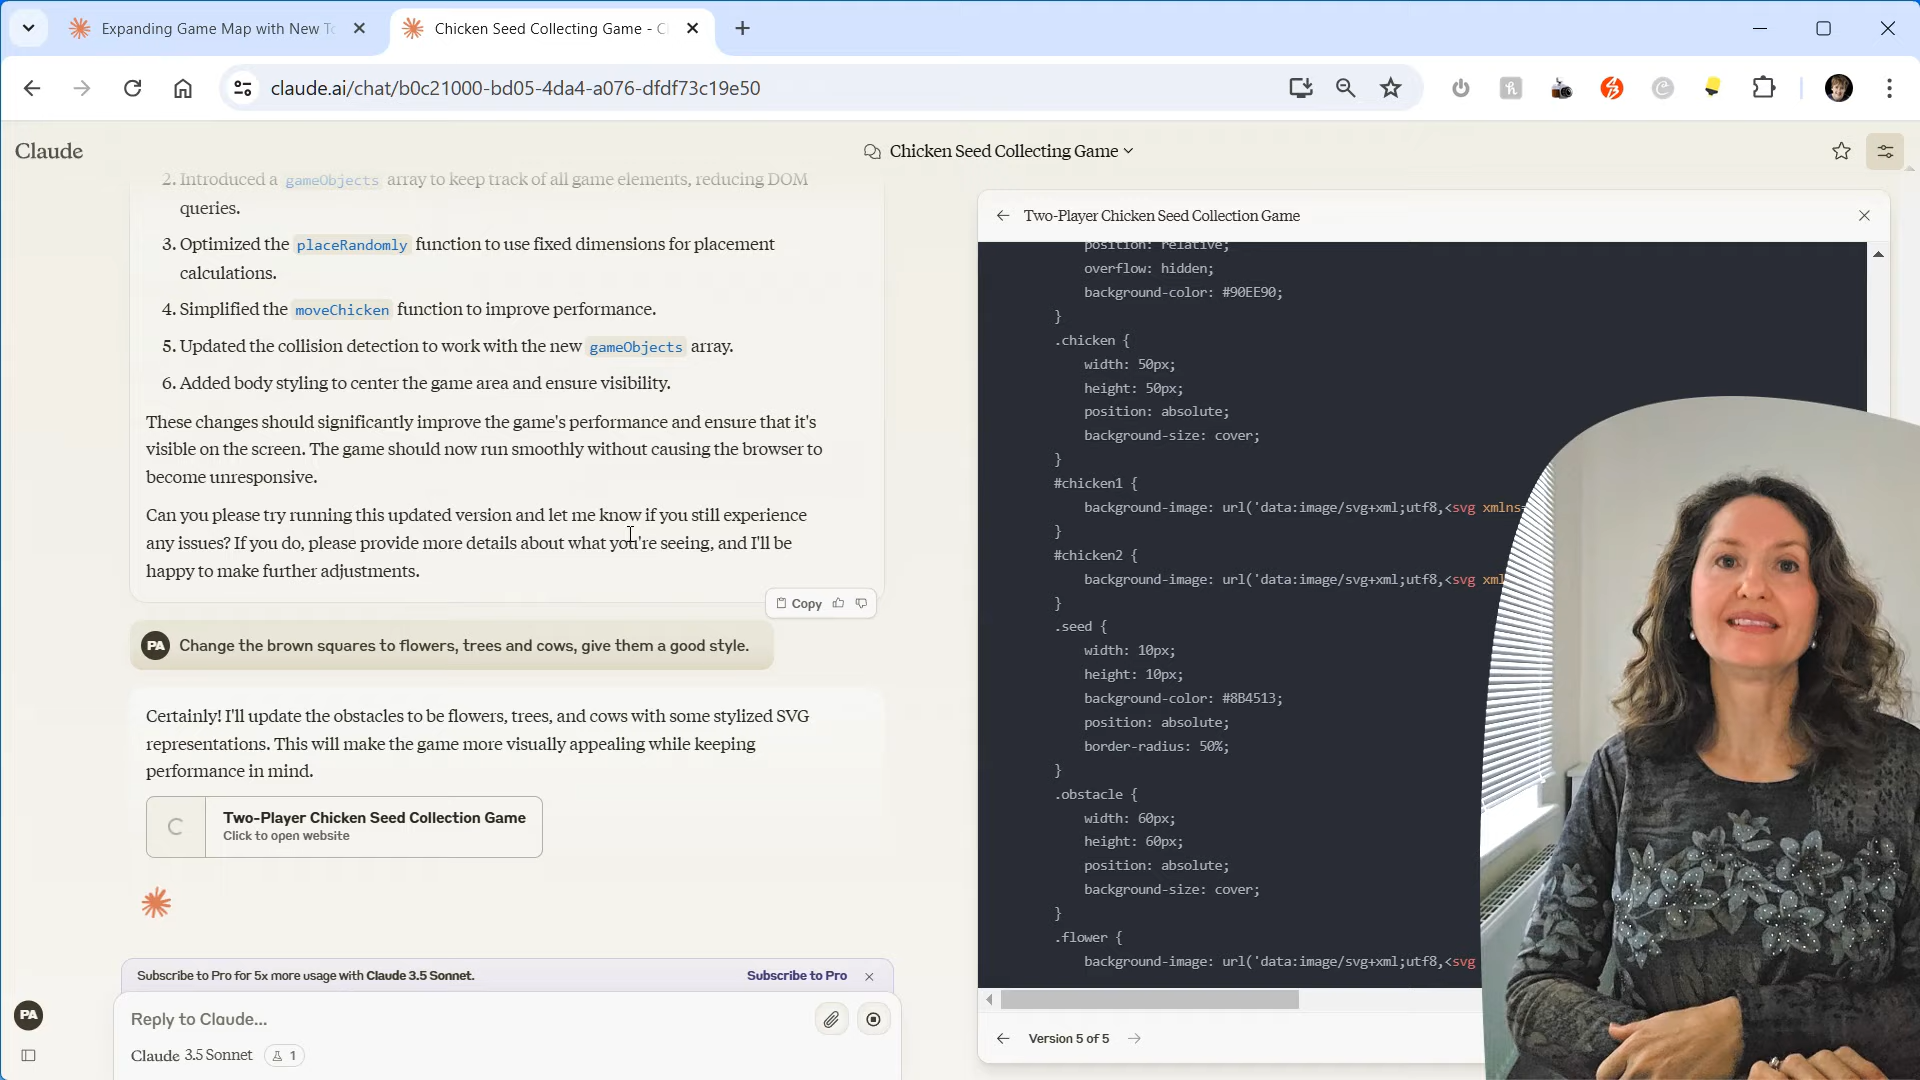 Expanding Game Map with New To
Chicken Seed Collecting Game - C
claude.ai/chat/b0c21000-bd05-4da4-a076-dfdf73c19e50
Claude
Chicken Seed Collecting Game
2. Introduced a gameObjects array to keep track of all game elements, reducing DOM
queries.
3. Optimized the placeRandomly function to use fixed dimensions for placement
calculations.
4. Simplified the moveChicken function to improve performance.
5. Updated the collision detection to work with the new gameObjects array.
6. Added body styling to center the game area and ensure visibility.
These changes should significantly improve the game's performance and ensure that it's
visible on the screen. The game should now run smoothly without causing the browser to
become unresponsive.
Can you please try running this updated version and let me know if you still experience
any issues? If you do, please provide more details about what you're seeing, and I'll be
happy to make further adjustments.
Copy
PA Change the brown squares to flowers, trees and cows, give them a good style.
Certainly! I'll update the obstacles to be flowers, trees, and cows with some stylized SVG
representations. This will make the game more visually appealing while keeping
performance in mind.
Two-Player Chicken Seed Collection Game
Click to open website
Subscribe to Pro for 5x more usage with Claude 3.5 Sonnet.
Subscribe to Pro
PA
Reply to Claude...
Claude 3.5 Sonnet
1
Two-Player Chicken Seed Collection Game
position: relative;
overflow: hidden;
background-color: #90EE90;
}
.chicken {
width: 50px;
height: 50px;
position: absolute;
background-size: cover;
}
#chicken1 {
background-image: url('data:image/svg+xml;utf8,<svg xmlns=
}
#chicken2 {
background-image: url('data:image/svg+xml;utf8,<svg xml
}
.seed {
width: 10px;
height: 10px;
background-color: #8B4513;
position: absolute;
border-radius: 50%;
}
.obstacle {
width: 60px;
height: 60px;
position: absolute;
background-size: cover;
}
.flower {
background-image: url('data:image/svg+xml;utf8,<svg
Version 5 of 5